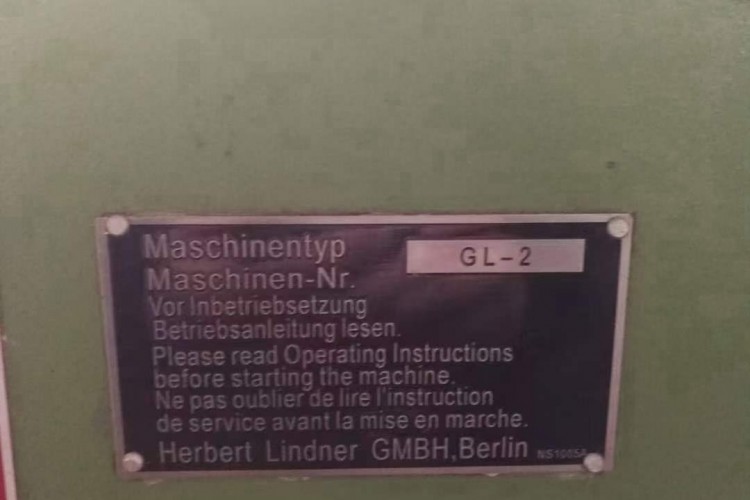 Maschinentyp GL-2
Maschinen-Nr.
Vor Inbetriebsetzung
Betriebsanleitung lesen.
Please read Operating Instructions
before starting the machine.
Ne pas oublier de lire l'instruction
de service avant la mise en marche.
Herbert Lindner GMBH, Berlin